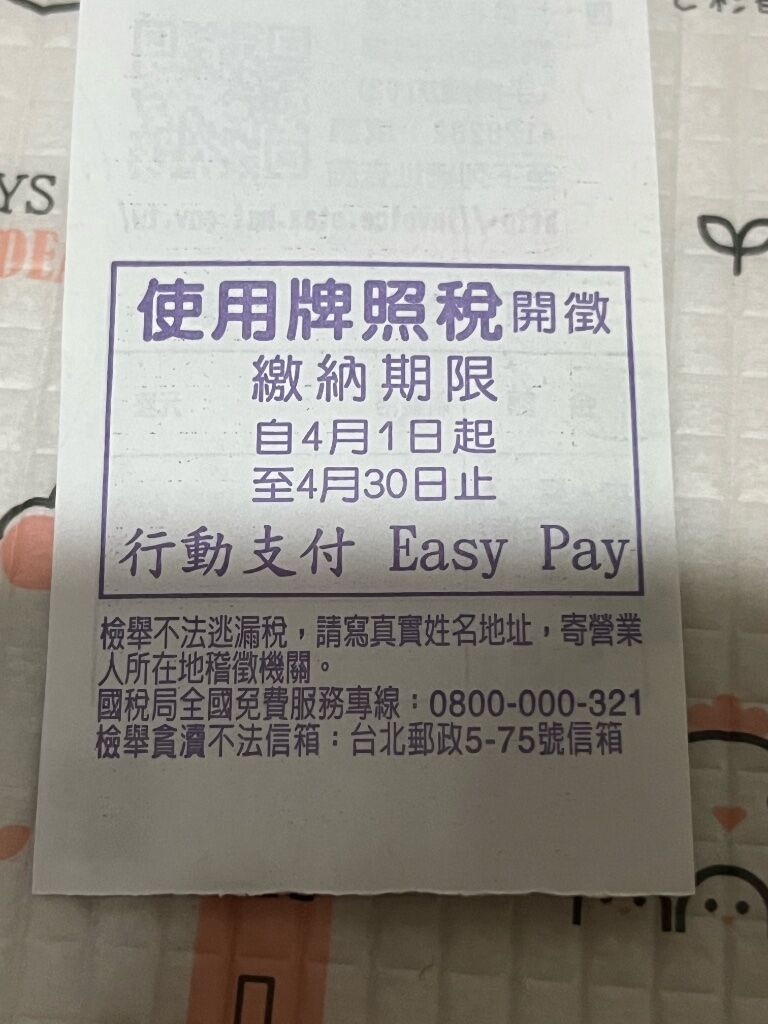 YS
使用牌照稅開徵
繳納期限
自4月1日起
至4月30日止
行動支付 Easy Pay
檢舉不法逃漏稅，請寫真實姓名地址，寄營業
人所在地稽徵機關。
國稅局全國免費服務專線：0800-000-321
檢舉貪瀆不法信箱：台北郵政5-75號信箱